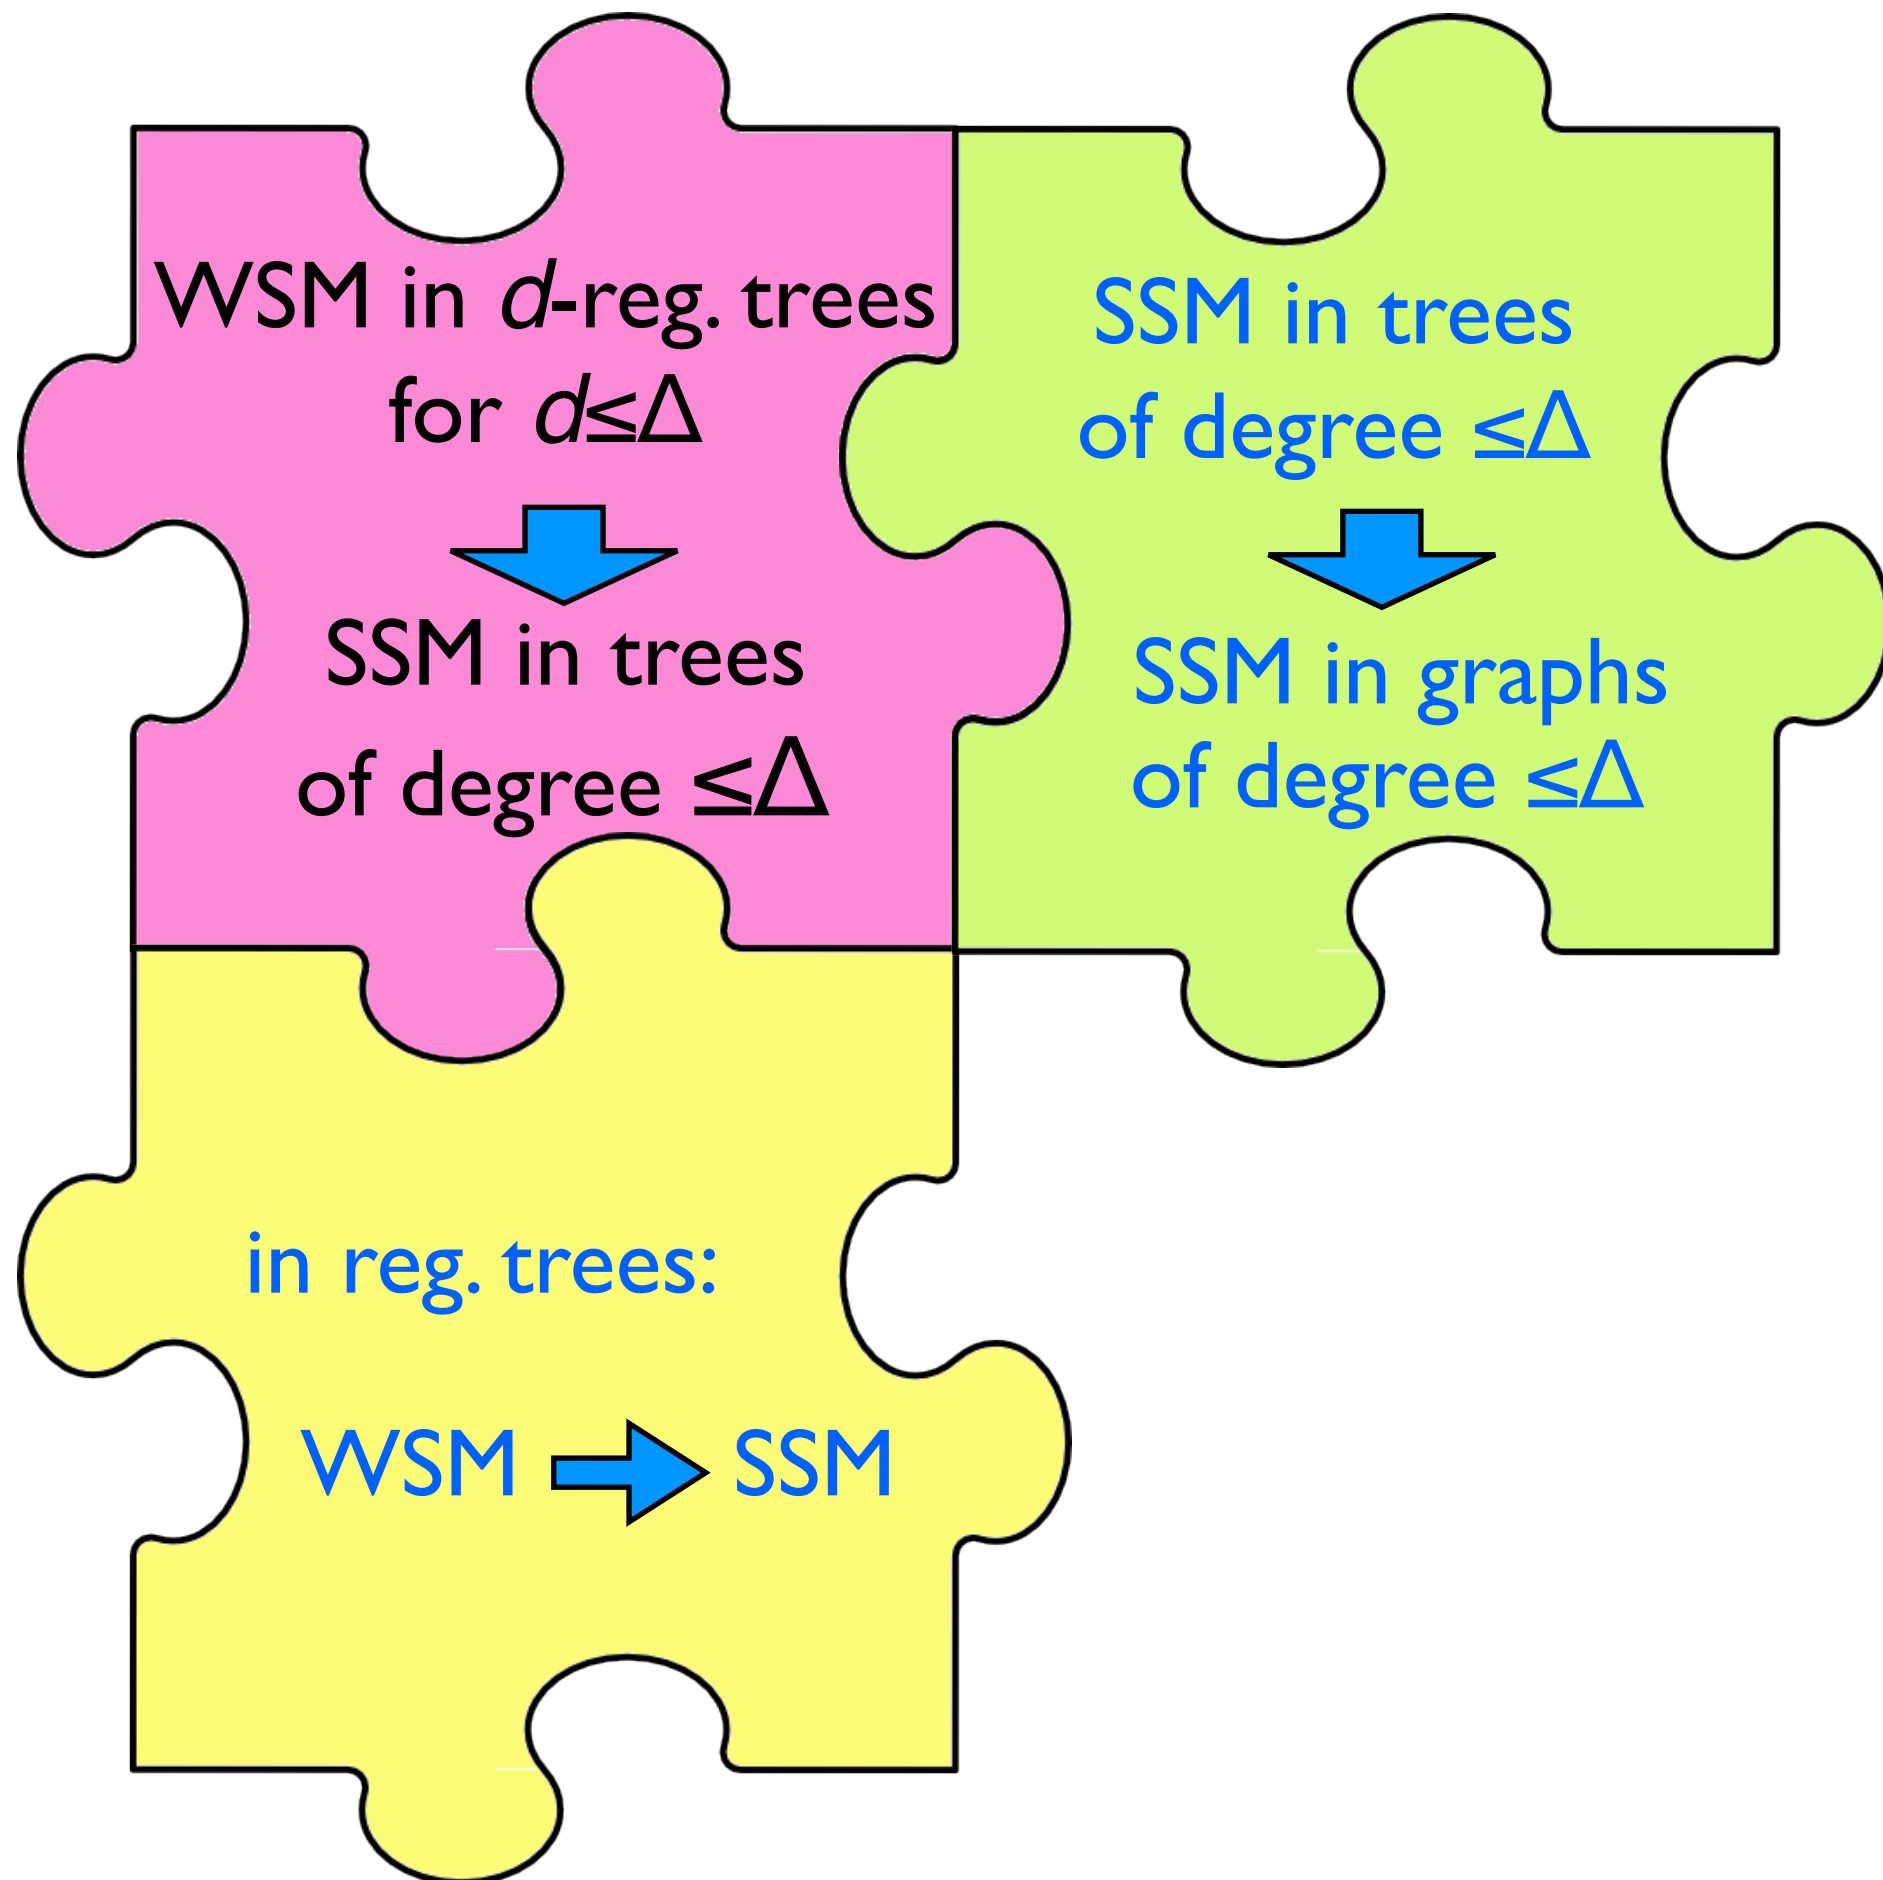 WSM in d-reg. trees
for d≤Δ
SSM in trees
of degree ≤Δ
SSM in trees
of degree ≤Δ
SSM in graphs
of degree ≤Δ
in reg. trees:
WSM SSM